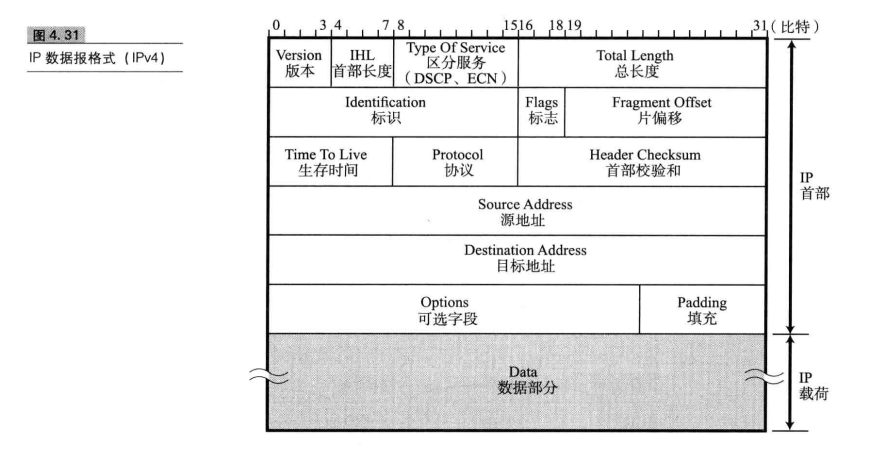 图 4.31
IP 数据报格式（IPv4）
0 3 4 7 8 15 16 18 19 31（比特）
Version
版本
IHL
首部长度
Type Of Service
区分服务
（DSCP、ECN）
Total Length
总长度
Identification
标识
Flags
标志
Fragment Offset
片偏移
Time To Live
生存时间
Protocol
协议
Header Checksum
首部校验和
Source Address
源地址
Destination Address
目标地址
Options
可选字段
Padding
填充
IP
首部
Data
数据部分
IP
载荷